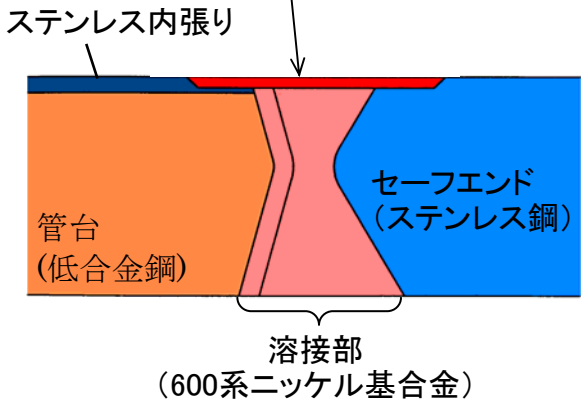 ステンレス内張り
セーフエンド
（ステンレス鋼）
管台
(低合金鋼)
溶接部
（600系ニッケル基合金）